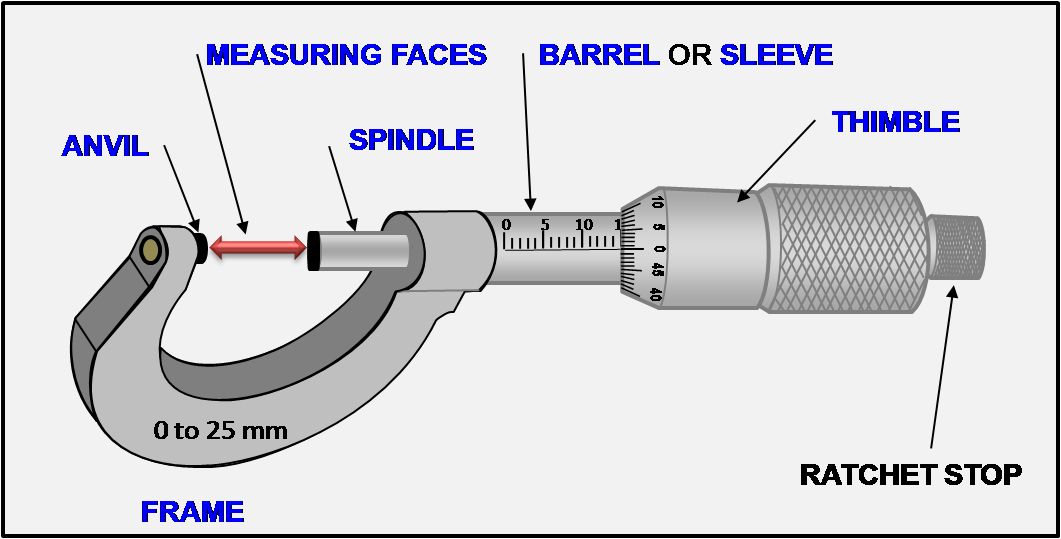 MEASURING FACES
BARREL OR SLEEVE
THIMBLE
ANVIL
SPINDLE
0 5 10 1
10
5
0
45
40
0 to 25 mm
RATCHET STOP
FRAME